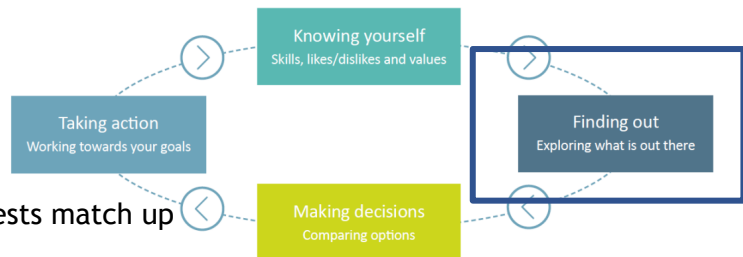 Knowing yourself
Skills, likes/dislikes and values
Taking action
Working towards your goals
Finding out
Exploring what is out there
ests match up
Making decisions
Comparing options